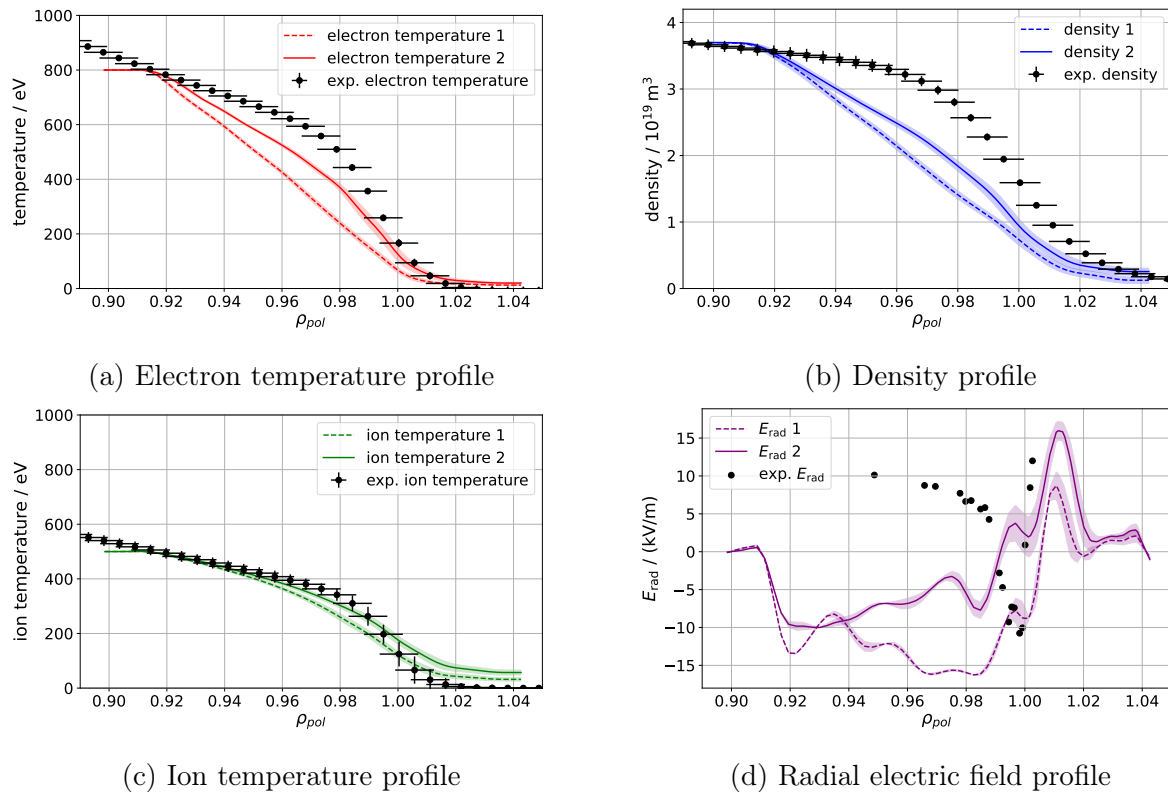 1000
800
600
400
200
0
temperature / eV
electron temperature 1
electron temperature 2
exp. electron temperature
0.90 0.92 0.94 0.96 0.98 1.00 1.02 1.04
ρpol
(a) Electron temperature profile
4
3
2
1
0
density / 10^19 m^3
density 1
density 2
exp. density
0.90 0.92 0.94 0.96 0.98 1.00 1.02 1.04
ρpol
(b) Density profile
1000
800
600
400
200
0
ion temperature / eV
ion temperature 1
ion temperature 2
exp. ion temperature
0.90 0.92 0.94 0.96 0.98 1.00 1.02 1.04
ρpol
(c) Ion temperature profile
15
10
5
0
−5
−10
−15
E_rad / (kV/m)
E_rad 1
E_rad 2
exp. E_rad
0.90 0.92 0.94 0.96 0.98 1.00 1.02 1.04
ρpol
(d) Radial electric field profile